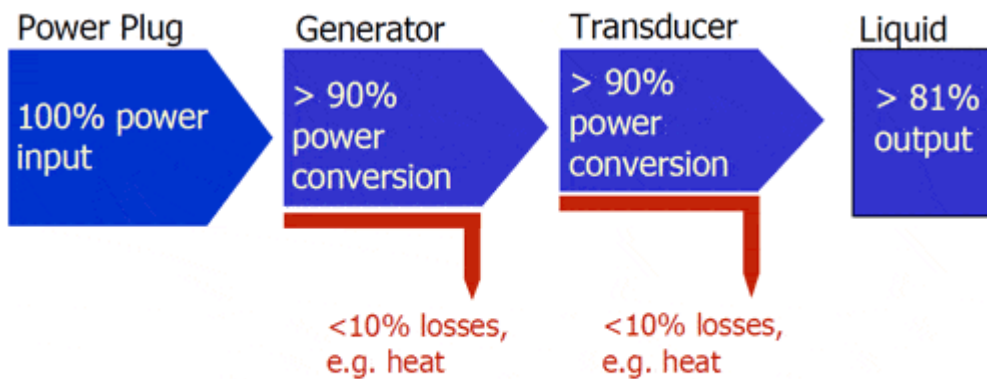 Power Plug
100% power
input
Generator
> 90%
power
conversion
<10% losses,
e.g. heat
Transducer
> 90%
power
conversion
<10% losses,
e.g. heat
Liquid
> 81%
output